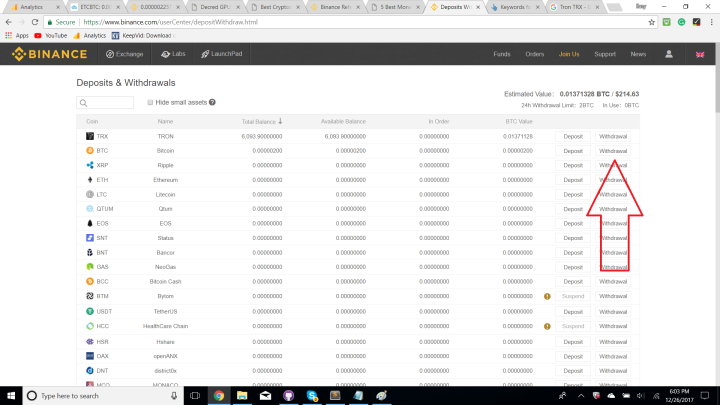 Analytics ETCBTC: 0.0 0.00002255 Decred GPU Best Crypto Binance Rele 5 Best Mone Deposits Wi Keywords fo Tron TRX -
Secure https://www.binance.com/userCenter/depositWithdraw.html
Apps YouTube Analytics KeepVid: Download -
BINANCE Exchange Labs LaunchPad Funds Orders Join Us Support News
Deposits & Withdrawals
Estimated Value: 0.01371328 BTC / $214.63
Hide small assets 24h Withdrawal Limit: 2BTC In Use: 0BTC
Coin Name Total Balance Available Balance In Order BTC Value
TRX TRON 6,093.90000000 6,093.90000000 0.00000000 0.01371128 Deposit Withdrawal
BTC Bitcoin 0.00000200 0.00000200 0.00000000 0.00000200 Deposit Withdrawal
XRP Ripple 0.00000000 0.00000000 0.00000000 0.00000000 Deposit Withdrawal
ETH Ethereum 0.00000000 0.00000000 0.00000000 0.00000000 Deposit Withdrawal
LTC Litecoin 0.00000000 0.00000000 0.00000000 0.00000000 Deposit Withdrawal
QTUM Qtum 0.00000000 0.00000000 0.00000000 0.00000000 Deposit Withdrawal
EOS EOS 0.00000000 0.00000000 0.00000000 0.00000000 Deposit Withdrawal
SNT Status 0.00000000 0.00000000 0.00000000 0.00000000 Deposit Withdrawal
BNT Bancor 0.00000000 0.00000000 0.00000000 0.00000000 Deposit Withdrawal
GAS NeoGas 0.00000000 0.00000000 0.00000000 0.00000000 Deposit Withdrawal
BCC Bitcoin Cash 0.00000000 0.00000000 0.00000000 0.00000000 Deposit Withdrawal
BTM Bytom 0.00000000 0.00000000 0.00000000 0.00000000 Suspend Withdrawal
USDT TetherUS 0.00000000 0.00000000 0.00000000 0.00000000 Deposit Withdrawal
HCC HealthCare Chain 0.00000000 0.00000000 0.00000000 0.00000000 Suspend Withdrawal
HSR Hshare 0.00000000 0.00000000 0.00000000 0.00000000 Deposit Withdrawal
OAX openANX 0.00000000 0.00000000 0.00000000 0.00000000 Deposit Withdrawal
DNT district0x 0.00000000 0.00000000 0.00000000 0.00000000 Deposit Withdrawal
MCO MONACO 0.00000000 0.00000000 0.00000000 0.00000000 Deposit Withdrawal
Type here to search 6:03 PM
12/26/2017